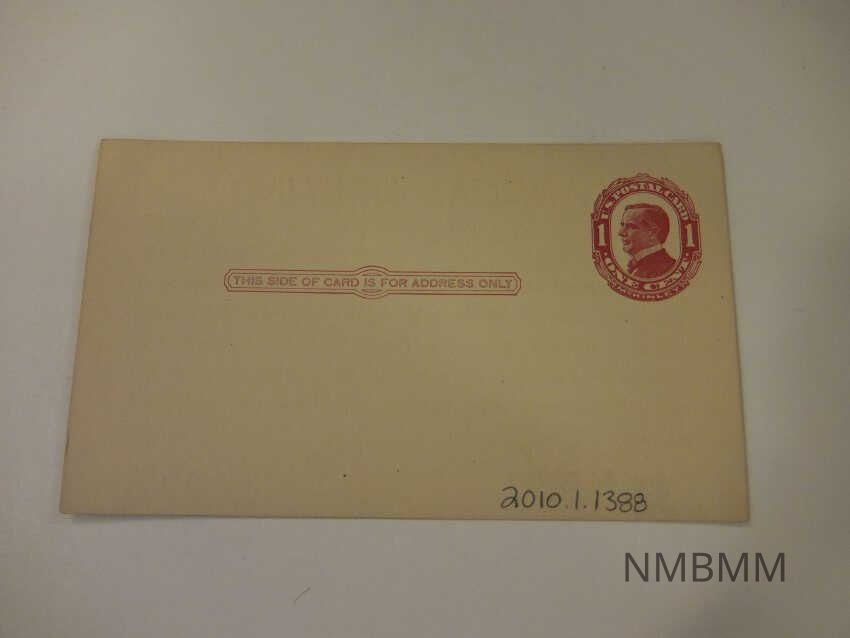 U.S. POSTAL CARD
1 1
· ONE CENT ·
McKINLEY
THIS SIDE OF CARD IS FOR ADDRESS ONLY
2010.1.1388
NMBMM